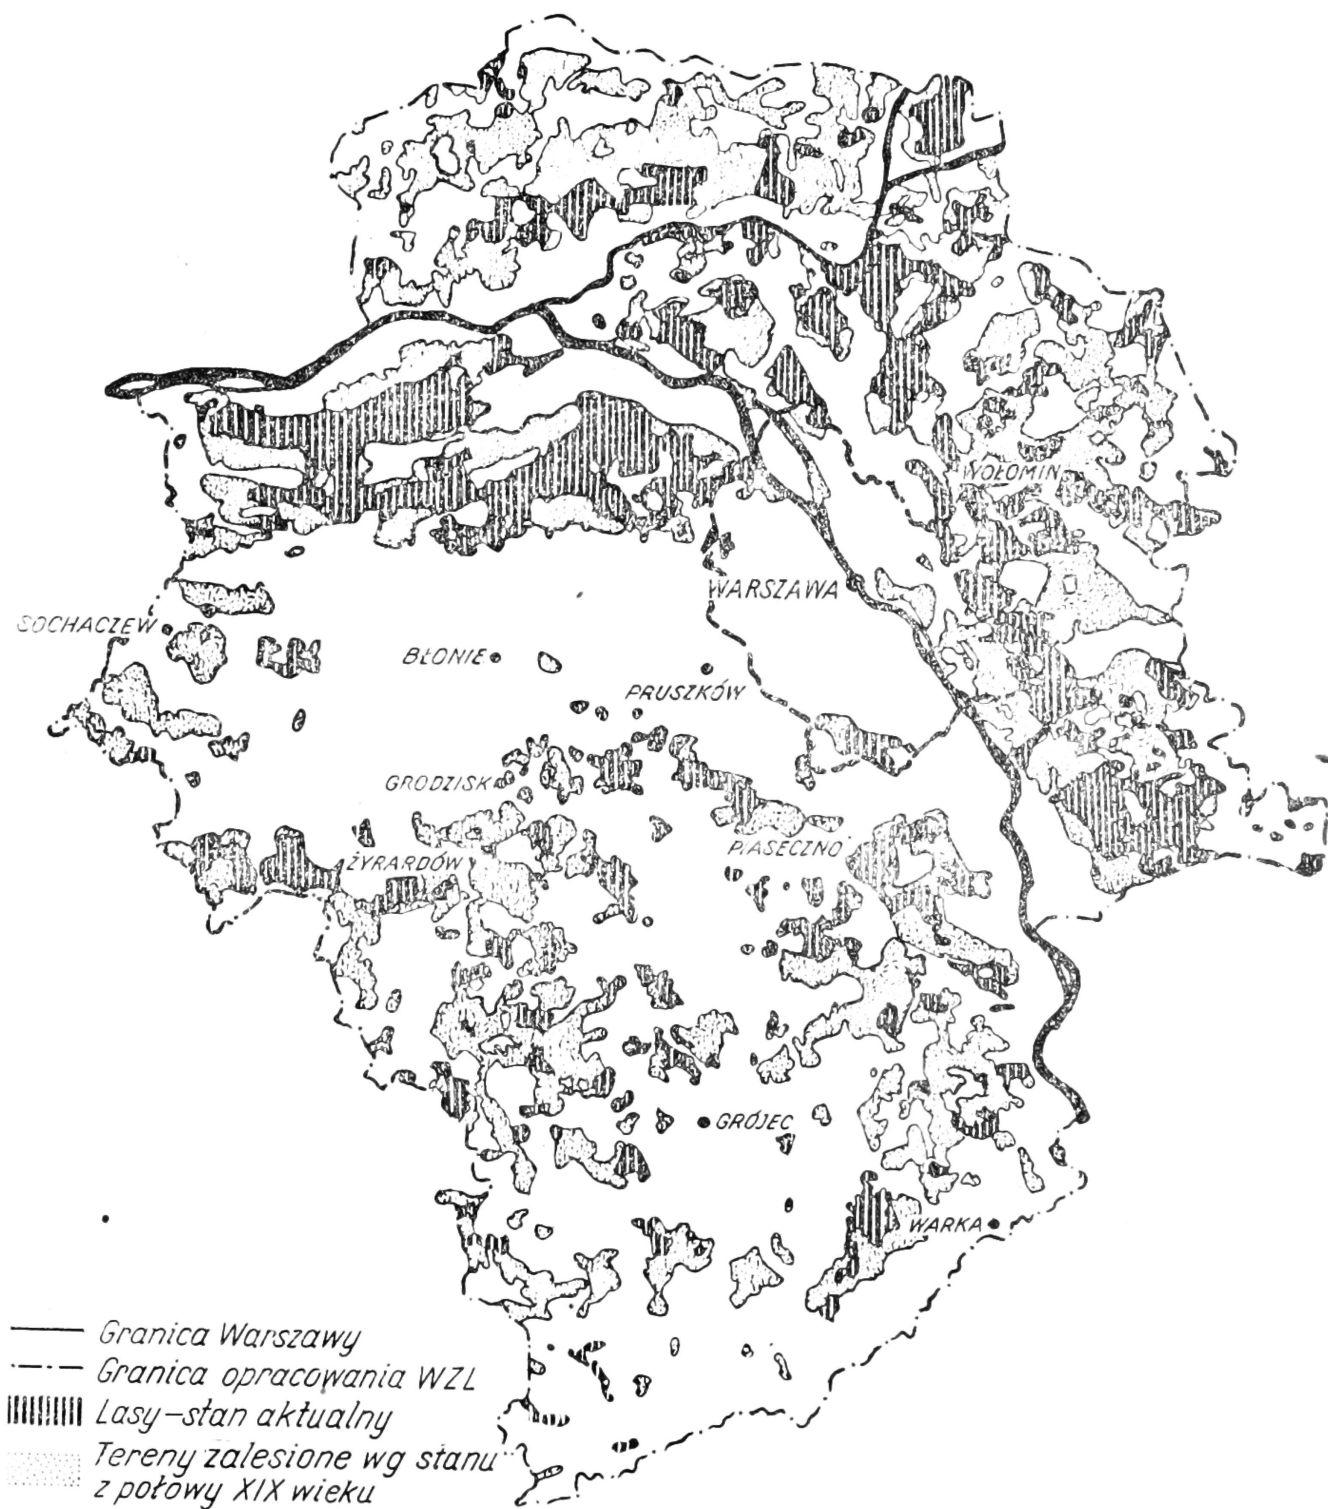 WOŁOMIN
WARSZAWA
SOCHACZEW
BŁONIE
PRUSZKÓW
GRODZISK
PIASECZNO
ŻYRARDÓW
GRÓJEC
WARKA
Granica Warszawy
Granica opracowania WZL
Lasy-stan aktualny
Tereny zalesione wg stanu
z połowy XIX wieku